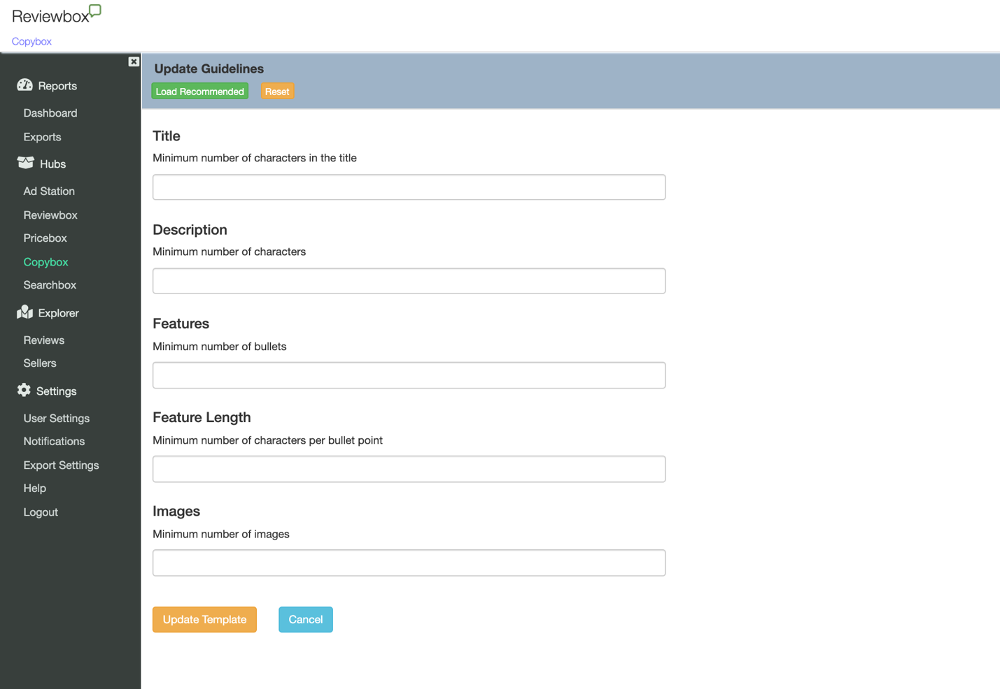 Reviewbox
Copybox
Reports
Dashboard
Exports
Hubs
Ad Station
Reviewbox
Pricebox
Copybox
Searchbox
Explorer
Reviews
Sellers
Settings
User Settings
Notifications
Export Settings
Help
Logout
Update Guidelines
Load Recommended Reset
Title
Minimum number of characters in the title
Description
Minimum number of characters
Features
Minimum number of bullets
Feature Length
Minimum number of characters per bullet point
Images
Minimum number of images
Update Template Cancel